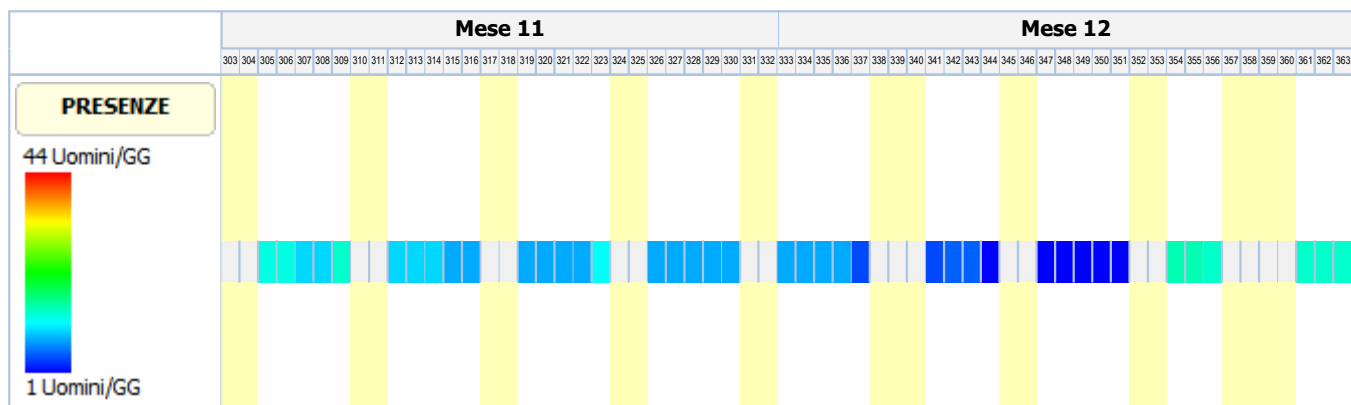 Mese 11 Mese 12
303 304 305 306 307 308 309 310 311 312 313 314 315 316 317 318 319 320 321 322 323 324 325 326 327 328 329 330 331 332 333 334 335 336 337 338 339 340 341 342 343 344 345 346 347 348 349 350 351 352 353 354 355 356 357 358 359 360 361 362 363
PRESENZE
44 Uomini/GG
1 Uomini/GG